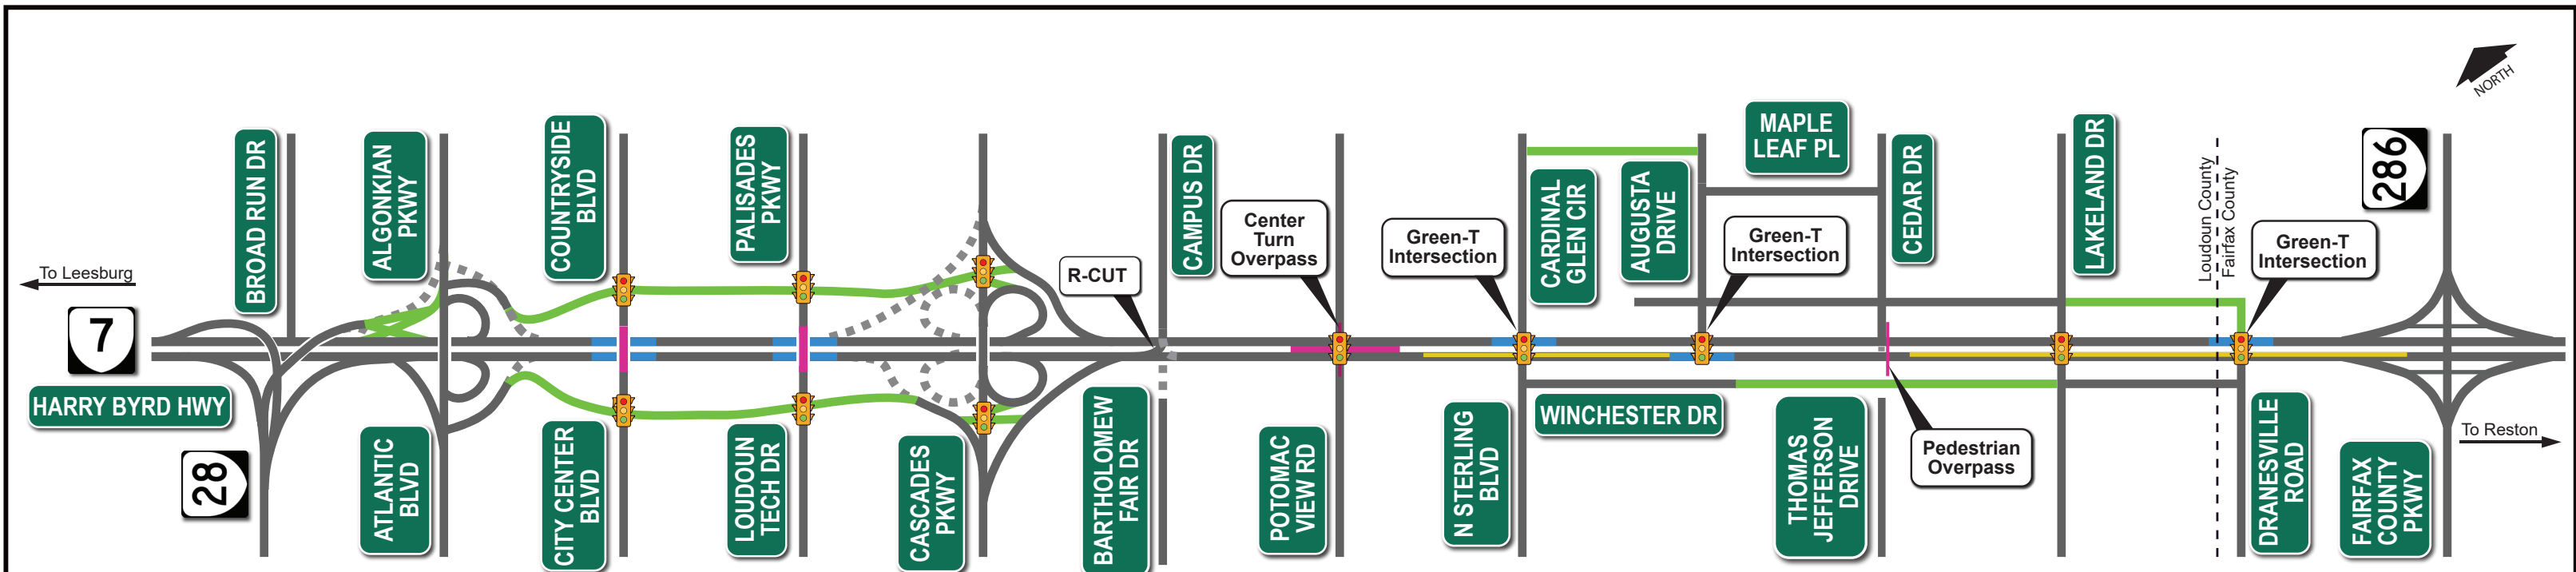 NORTH
BROAD RUN DR
ALGONKIAN
PKWY
COUNTRYSIDE
BLVD
PALISADES
PKWY
CAMPUS DR
CARDINAL
GLEN CIR
AUGUSTA
DRIVE
MAPLE
LEAF PL
CEDAR DR
LAKELAND DR
Loudoun County
Fairfax County
286
To Leesburg
7
HARRY BYRD HWY
28
R-CUT
Center
Turn
Overpass
Green-T
Intersection
Green-T
Intersection
Green-T
Intersection
ATLANTIC
BLVD
CITY CENTER
BLVD
LOUDOUN
TECH DR
CASCADES
PKWY
BARTHOLOMEW
FAIR DR
POTOMAC
VIEW RD
N STERLING
BLVD
WINCHESTER DR
THOMAS
JEFFERSON
DRIVE
Pedestrian
Overpass
DRANESVILLE
ROAD
FAIRFAX
COUNTY
PKWY
To Reston